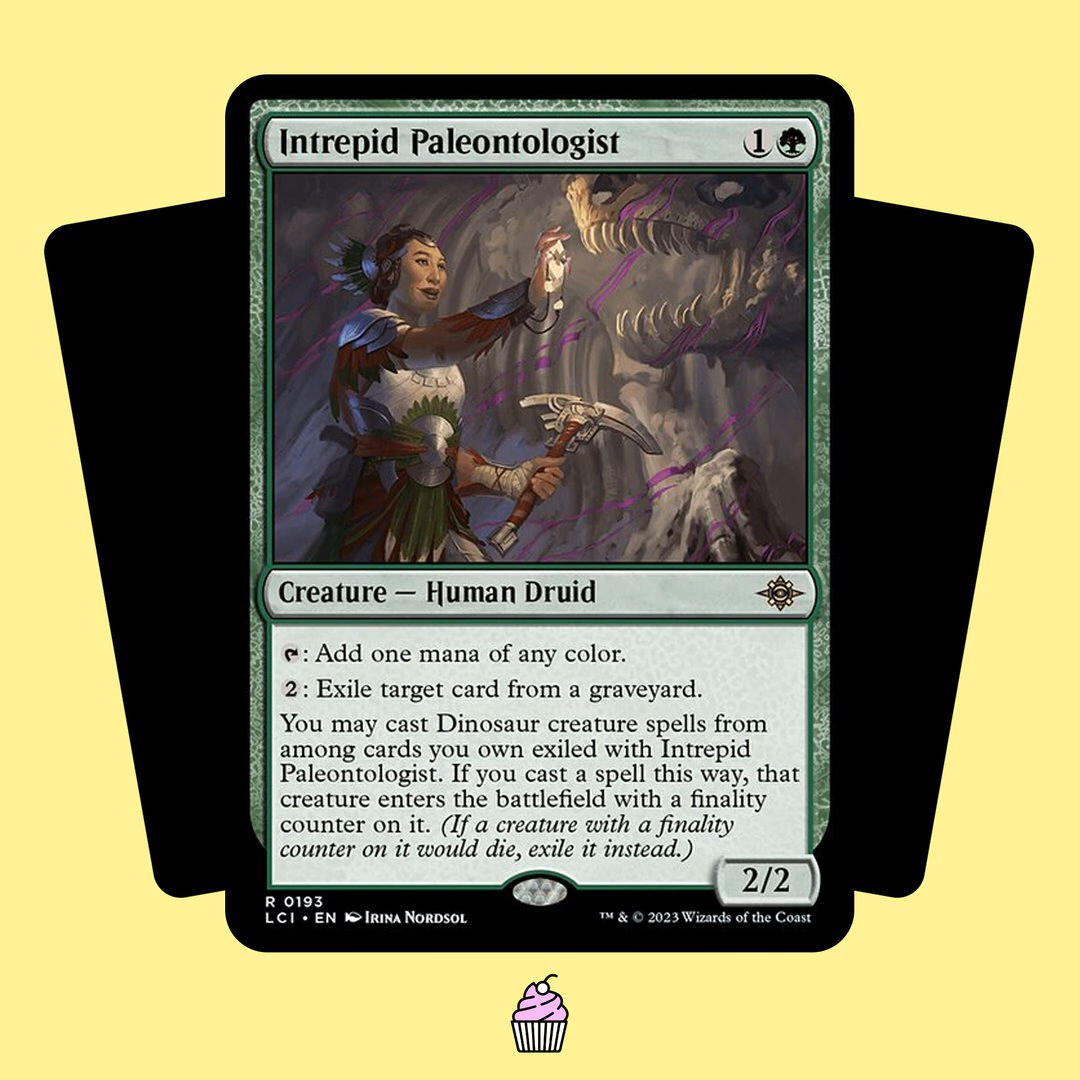 Intrepid Paleontologist 1
Creature — Human Druid
: Add one mana of any color.
2: Exile target card from a graveyard.
You may cast Dinosaur creature spells from
among cards you own exiled with Intrepid
Paleontologist. If you cast a spell this way, that
creature enters the battlefield with a finality
counter on it. (If a creature with a finality
counter on it would die, exile it instead.)
2/2
R 0193
LCI • EN IRINA NORDSOL
™ & © 2023 Wizards of the Coast